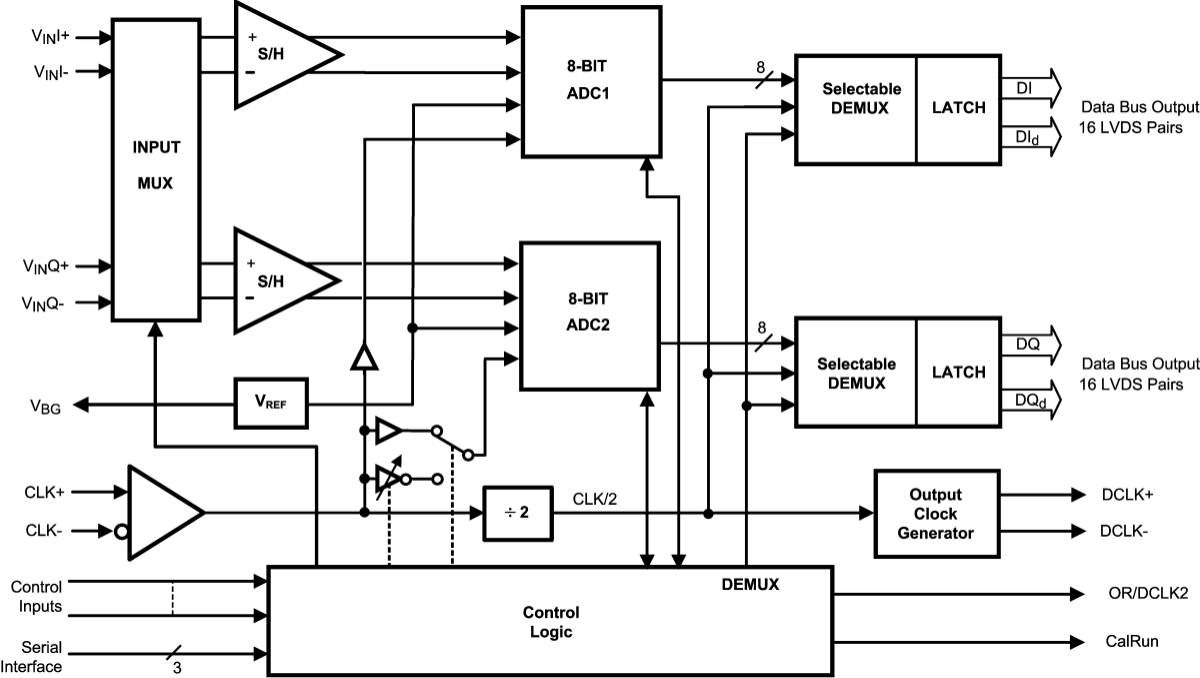 VINI+
VINI-
INPUT
MUX
+
S/H
−
8-BIT
ADC1
8
Selectable
DEMUX
LATCH
DI
DId
Data Bus Output
16 LVDS Pairs
VINQ+
VINQ-
+
S/H
−
8-BIT
ADC2
8
Selectable
DEMUX
LATCH
DQ
DQd
Data Bus Output
16 LVDS Pairs
VBG
VREF
CLK+
CLK-
÷ 2
CLK/2
Output
Clock
Generator
DCLK+
DCLK-
Control
Inputs
Serial
Interface
3
DEMUX
Control
Logic
OR/DCLK2
CalRun